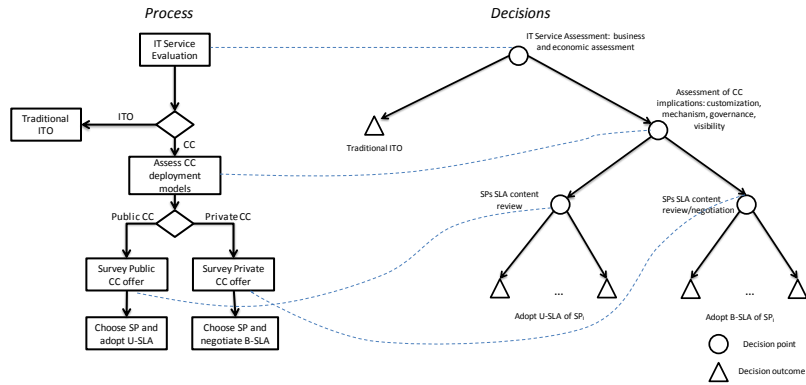 Process
Decisions
IT Service
Evaluation
IT Service Assessment: business
and economic assessment
ITO
Traditional
ITO
CC
Assess CC
deployment
models
Public CC
Private CC
Survey Public
CC offer
Survey Private
CC offer
Choose SP and
adopt U-SLA
Choose SP and
negotiate B-SLA
Traditional ITO
Assessment of CC
implications: customization,
mechanism, governance,
visibility
SPs SLA content
review
SPs SLA content
review/negotiation
...
...
Adopt U-SLA of SPi
Adopt B-SLA of SPi
Decision point
Decision outcome